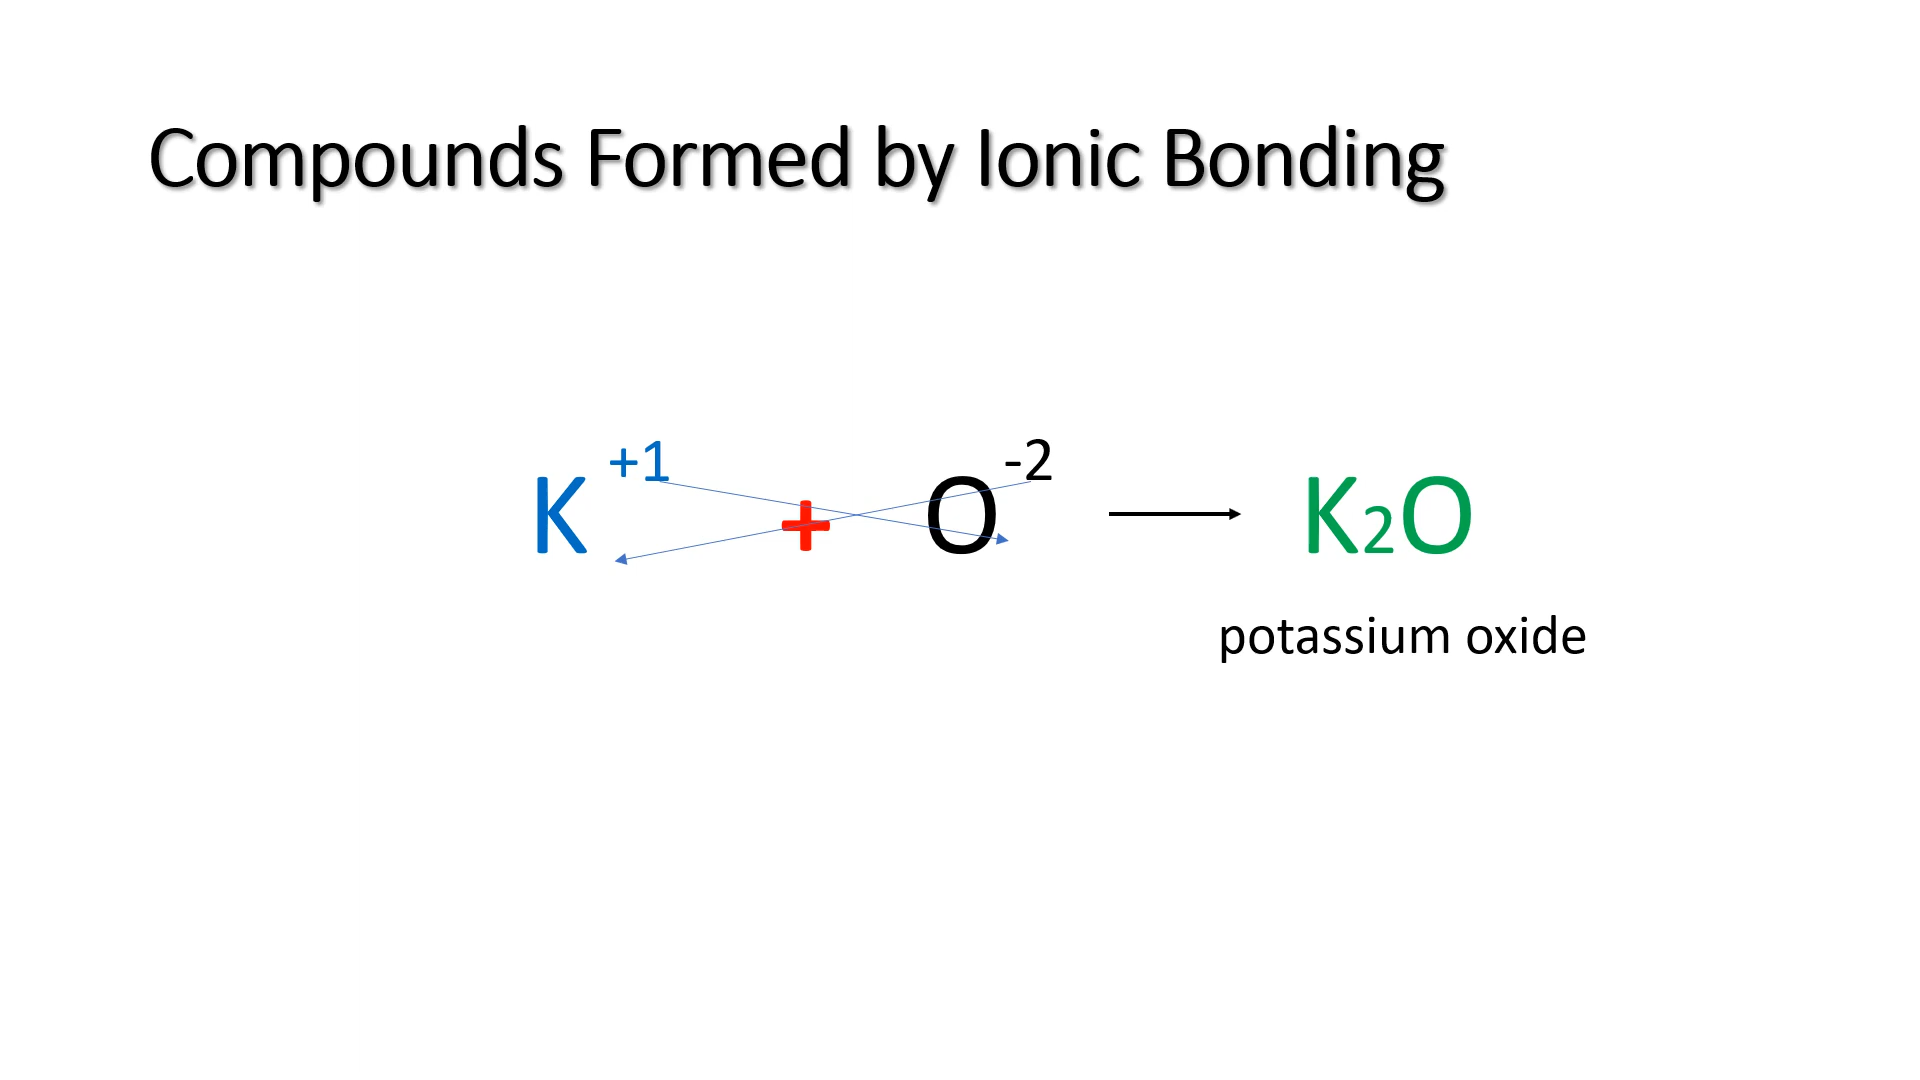 Compounds Formed by Ionic Bonding
K +1 + O -2 → K2O
potassium oxide